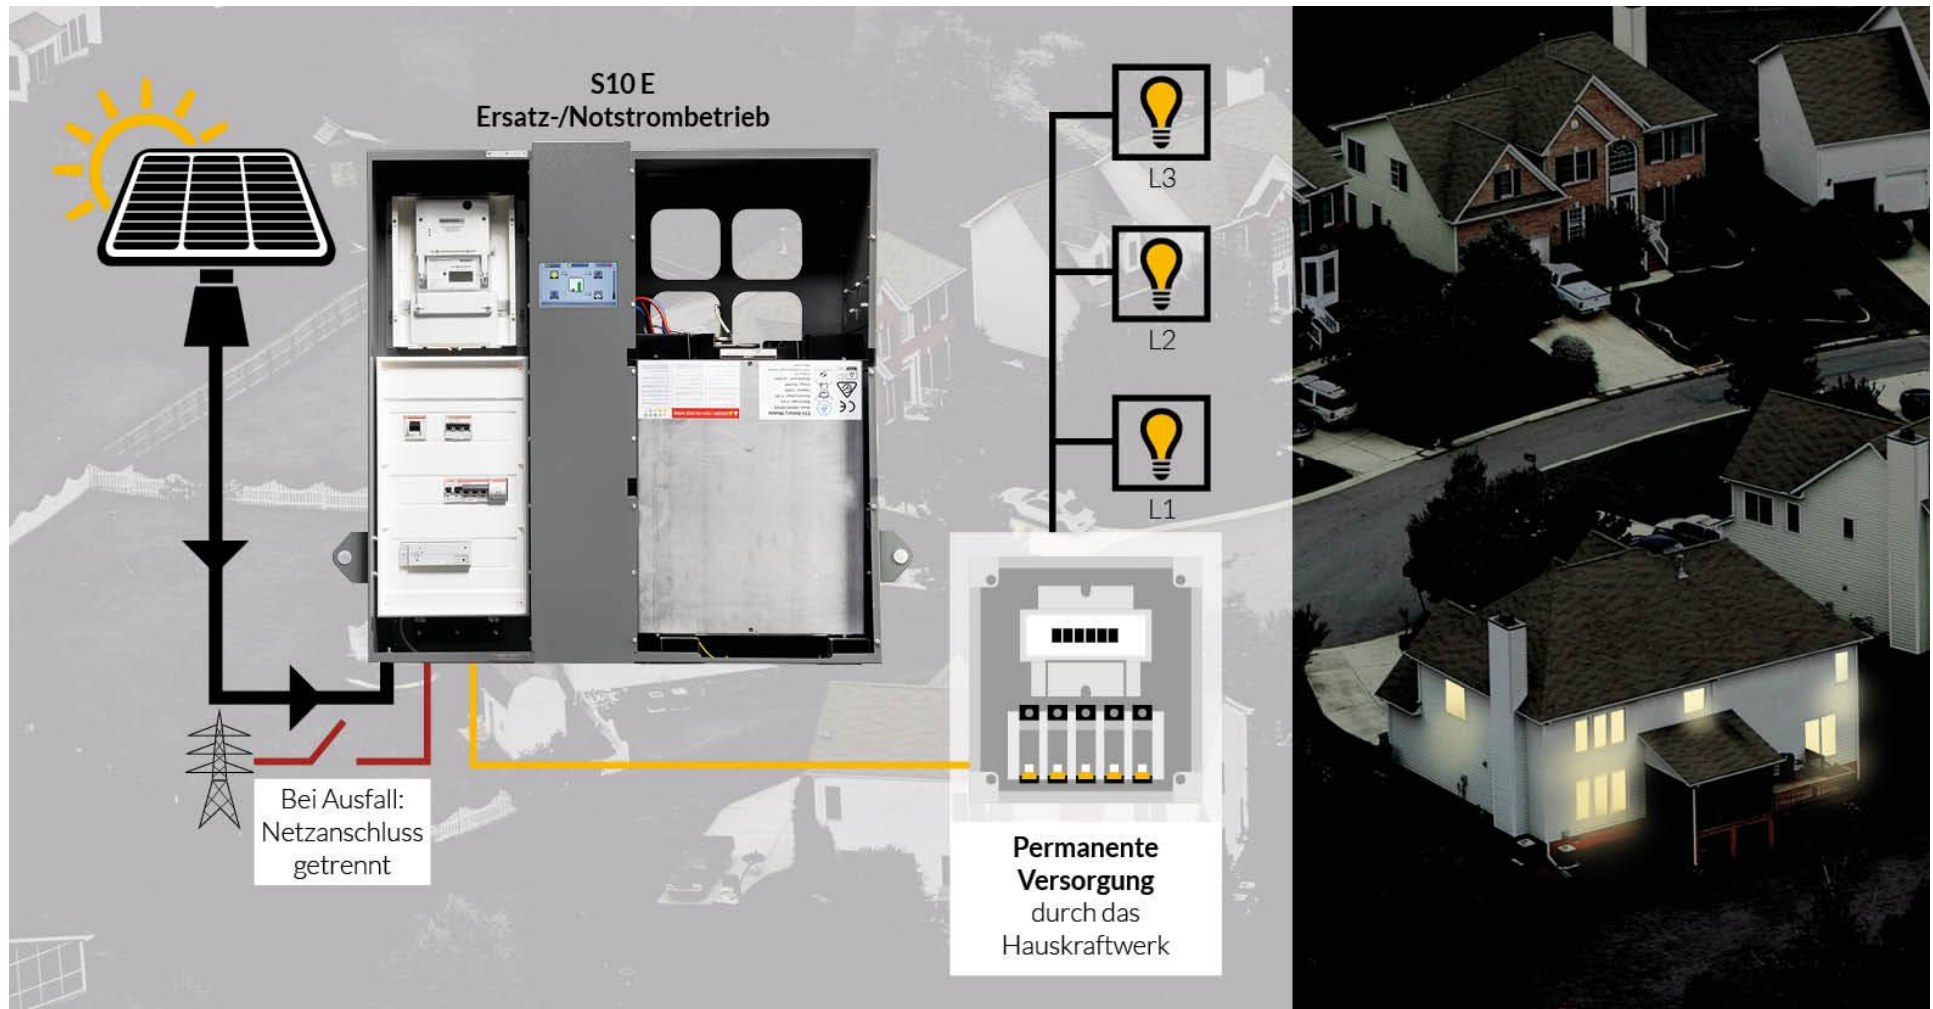 S10 E
Ersatz-/Notstrombetrieb
L3
L2
L1
Bei Ausfall:
Netzanschluss
getrennt
Permanente
Versorgung
durch das
Hauskraftwerk